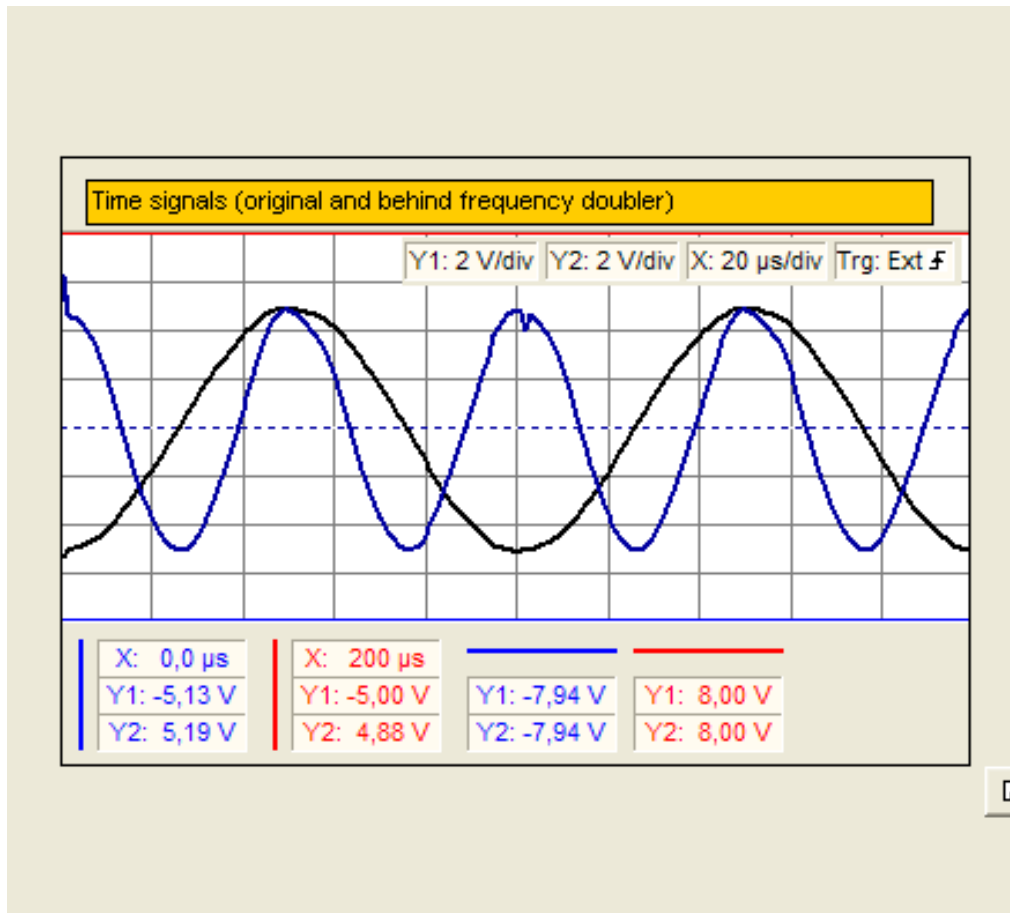 Time signals (original and behind frequency doubler)
Y1: 2 V/div Y2: 2 V/div X: 20 µs/div Trg: Ext
X: 0,0 µs X: 200 µs
Y1: -5,13 V Y1: -5,00 V Y1: -7,94 V Y1: 8,00 V
Y2: 5,19 V Y2: 4,88 V Y2: -7,94 V Y2: 8,00 V